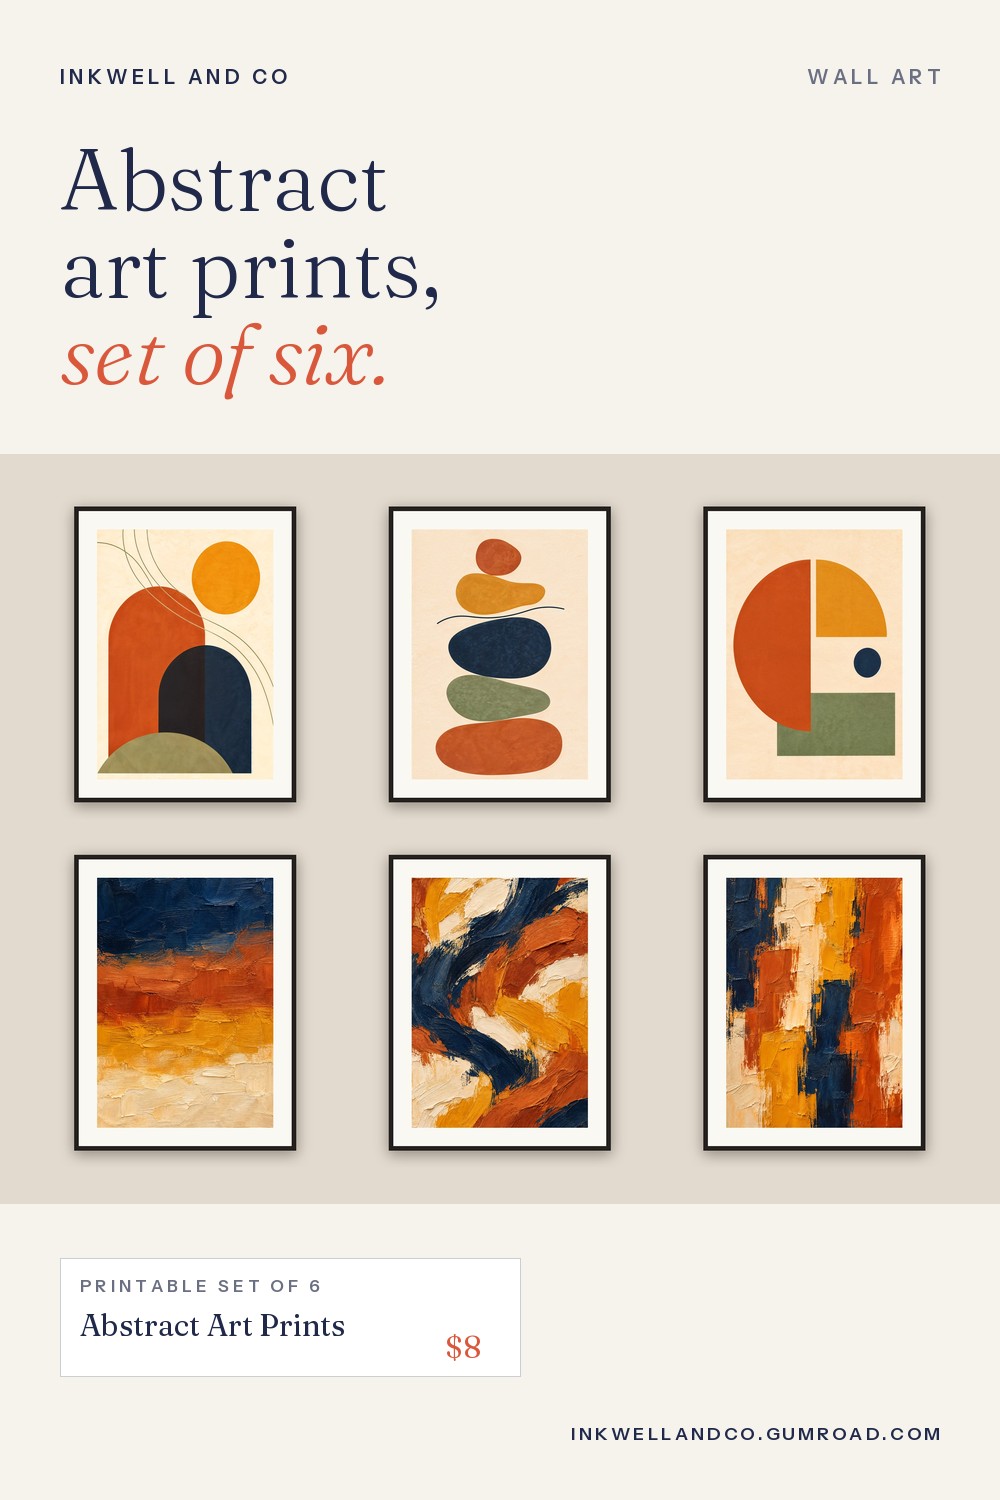 INKWELL AND CO
WALL ART
Abstract
art prints,
set of six.
PRINTABLE SET OF 6
Abstract Art Prints
$8
INKWELLANDCO.GUMROAD.COM